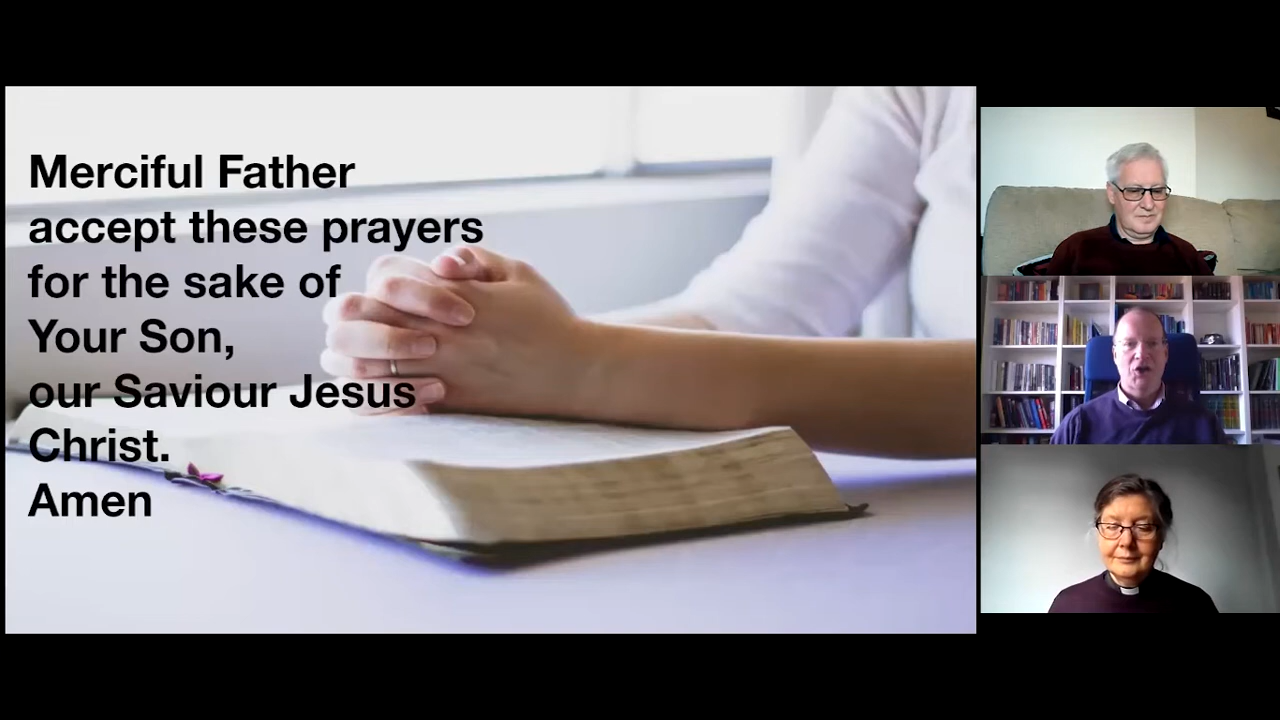 Merciful Father
accept these prayers
for the sake of
Your Son,
our Saviour Jesus
Christ.
Amen